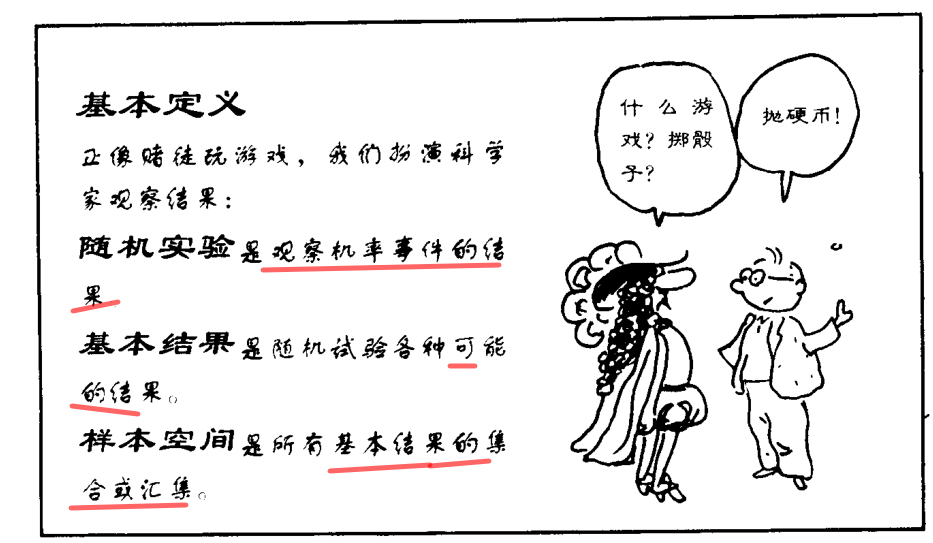 基本定义
正像赌徒玩游戏，我们扮演科学
家观察结果：
随机实验是观察机率事件的结
果
基本结果是随机试验各种可能
的结果。
样本空间是所有基本结果的集
合或汇集。
什么游
戏？掷骰
子？
抛硬币！